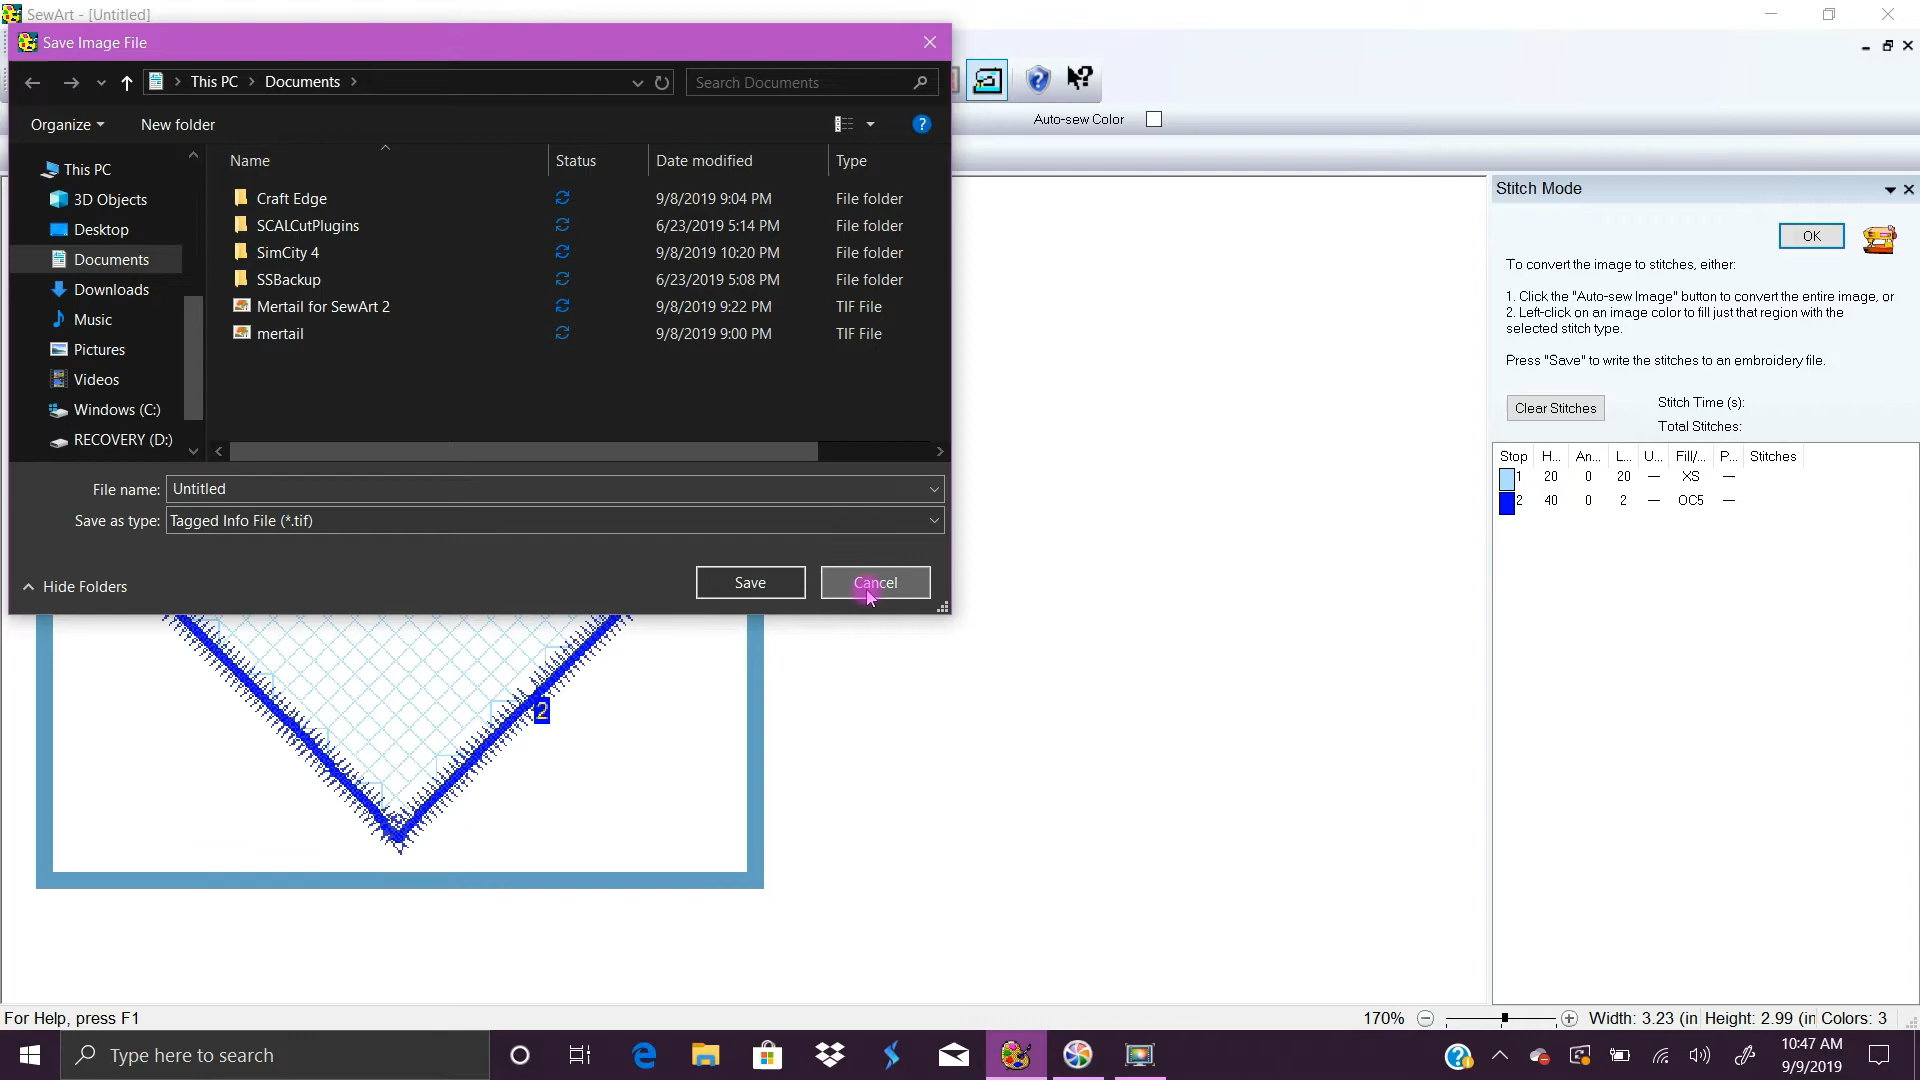 SewArt - [Untitled]
Save Image File
This PC > Documents >
Search Documents
Organize
New folder
Auto-sew Color
Name Status Date modified Type
This PC
3D Objects
Desktop
Documents
Downloads
Music
Pictures
Videos
Windows (C:)
RECOVERY (D:)
Craft Edge 9/8/2019 9:04 PM File folder
SCALCutPlugins 6/23/2019 5:14 PM File folder
SimCity 4 9/8/2019 10:20 PM File folder
SSBackup 6/23/2019 5:08 PM File folder
Mertail for SewArt 2 9/8/2019 9:22 PM TIF File
mertail 9/8/2019 9:00 PM TIF File
File name: Untitled
Save as type: Tagged Info File (*.tif)
Hide Folders
Save
Cancel
2
Stitch Mode
OK
To convert the image to stitches, either:
1. Click the "Auto-sew Image" button to convert the entire image, or
2. Left-click on an image color to fill just that region with the
selected stitch type.
Press "Save" to write the stitches to an embroidery file.
Clear Stitches
Stitch Time (s):
Total Stitches:
Stop H... An... L... U... Fill/... P... Stitches
1 20 0 20 — XS —
2 40 0 2 — OC5 —
For Help, press F1
170%
Width: 3.23 (in Height: 2.99 (in Colors: 3
Type here to search
10:47 AM
9/9/2019